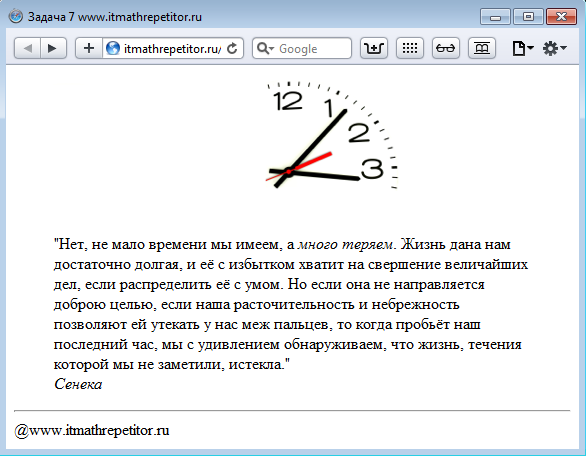 Задача 7 www.itmathrepetitor.ru
itmathrepetitor.ru/
Google
12
1
2
3
"Нет, не мало времени мы имеем, а много теряем. Жизнь дана нам
достаточно долгая, и её с избытком хватит на свершение величайших
дел, если распределить её с умом. Но если она не направляется
доброю целью, если наша расточительность и небрежность
позволяют ей утекать у нас меж пальцев, то когда пробьёт наш
последний час, мы с удивлением обнаруживаем, что жизнь, течения
которой мы не заметили, истекла."
Сенека
@www.itmathrepetitor.ru